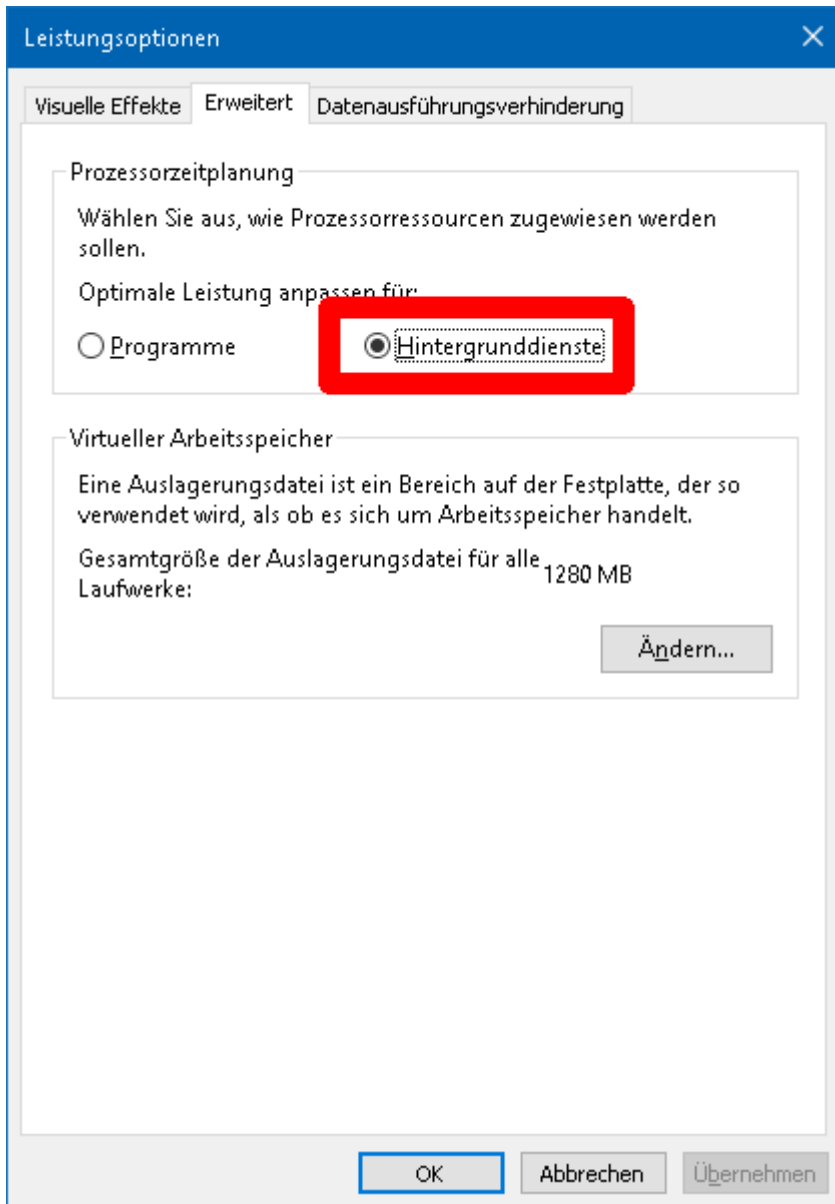 Leistungsoptionen
Visuelle Effekte Erweitert Datenausführungsverhinderung
Prozessorzeitplanung
Wählen Sie aus, wie Prozessorressourcen zugewiesen werden
sollen.
Optimale Leistung anpassen für:
Programme Hintergrunddienste
Virtueller Arbeitsspeicher
Eine Auslagerungsdatei ist ein Bereich auf der Festplatte, der so
verwendet wird, als ob es sich um Arbeitsspeicher handelt.
Gesamtgröße der Auslagerungsdatei für alle
Laufwerke:
1280 MB
Ändern...
OK Abbrechen Übernehmen